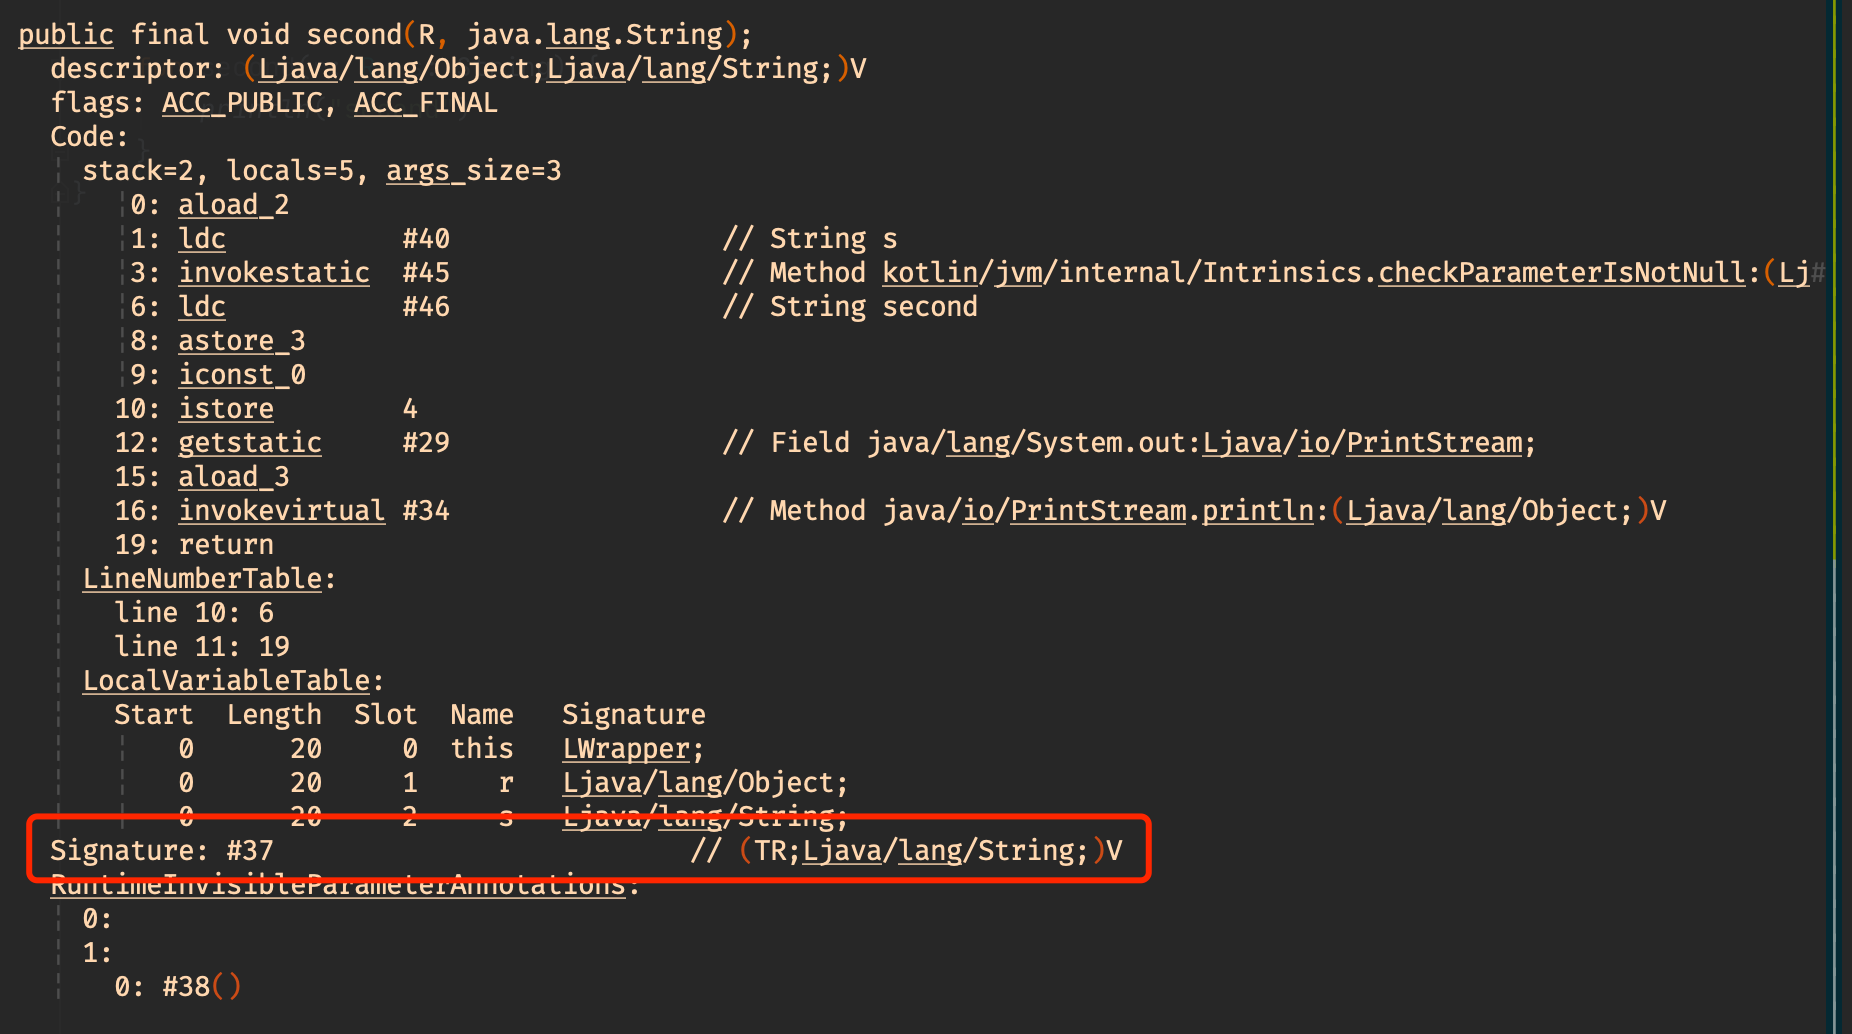 public final void second(R, java.lang.String);
descriptor: (Ljava/lang/Object;Ljava/lang/String;)V
flags: ACC_PUBLIC, ACC_FINAL
Code:
stack=2, locals=5, args_size=3
0: aload_2
1: ldc #40 // String s
3: invokestatic #45 // Method kotlin/jvm/internal/Intrinsics.checkParameterIsNotNull:(Lj#
6: ldc #46 // String second
8: astore_3
9: iconst_0
10: istore 4
12: getstatic #29 // Field java/lang/System.out:Ljava/io/PrintStream;
15: aload_3
16: invokevirtual #34 // Method java/io/PrintStream.println:(Ljava/lang/Object;)V
19: return
LineNumberTable:
line 10: 6
line 11: 19
LocalVariableTable:
Start Length Slot Name Signature
0 20 0 this LWrapper;
0 20 1 r Ljava/lang/Object;
0 20 2 s Ljava/lang/String;
Signature: #37 // (TR;Ljava/lang/String;)V
RuntimeInvisibleParameterAnnotations:
0:
1:
0: #38()